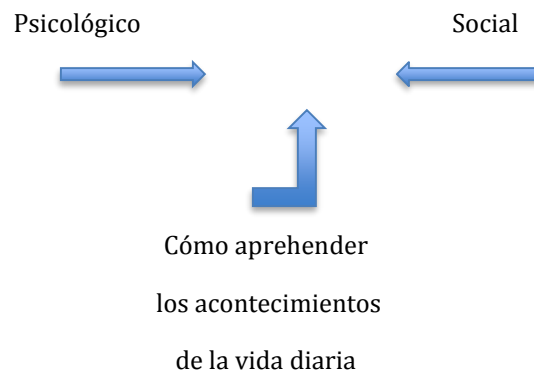 Psicológico Social
Cómo aprehender
los acontecimientos
de la vida diaria